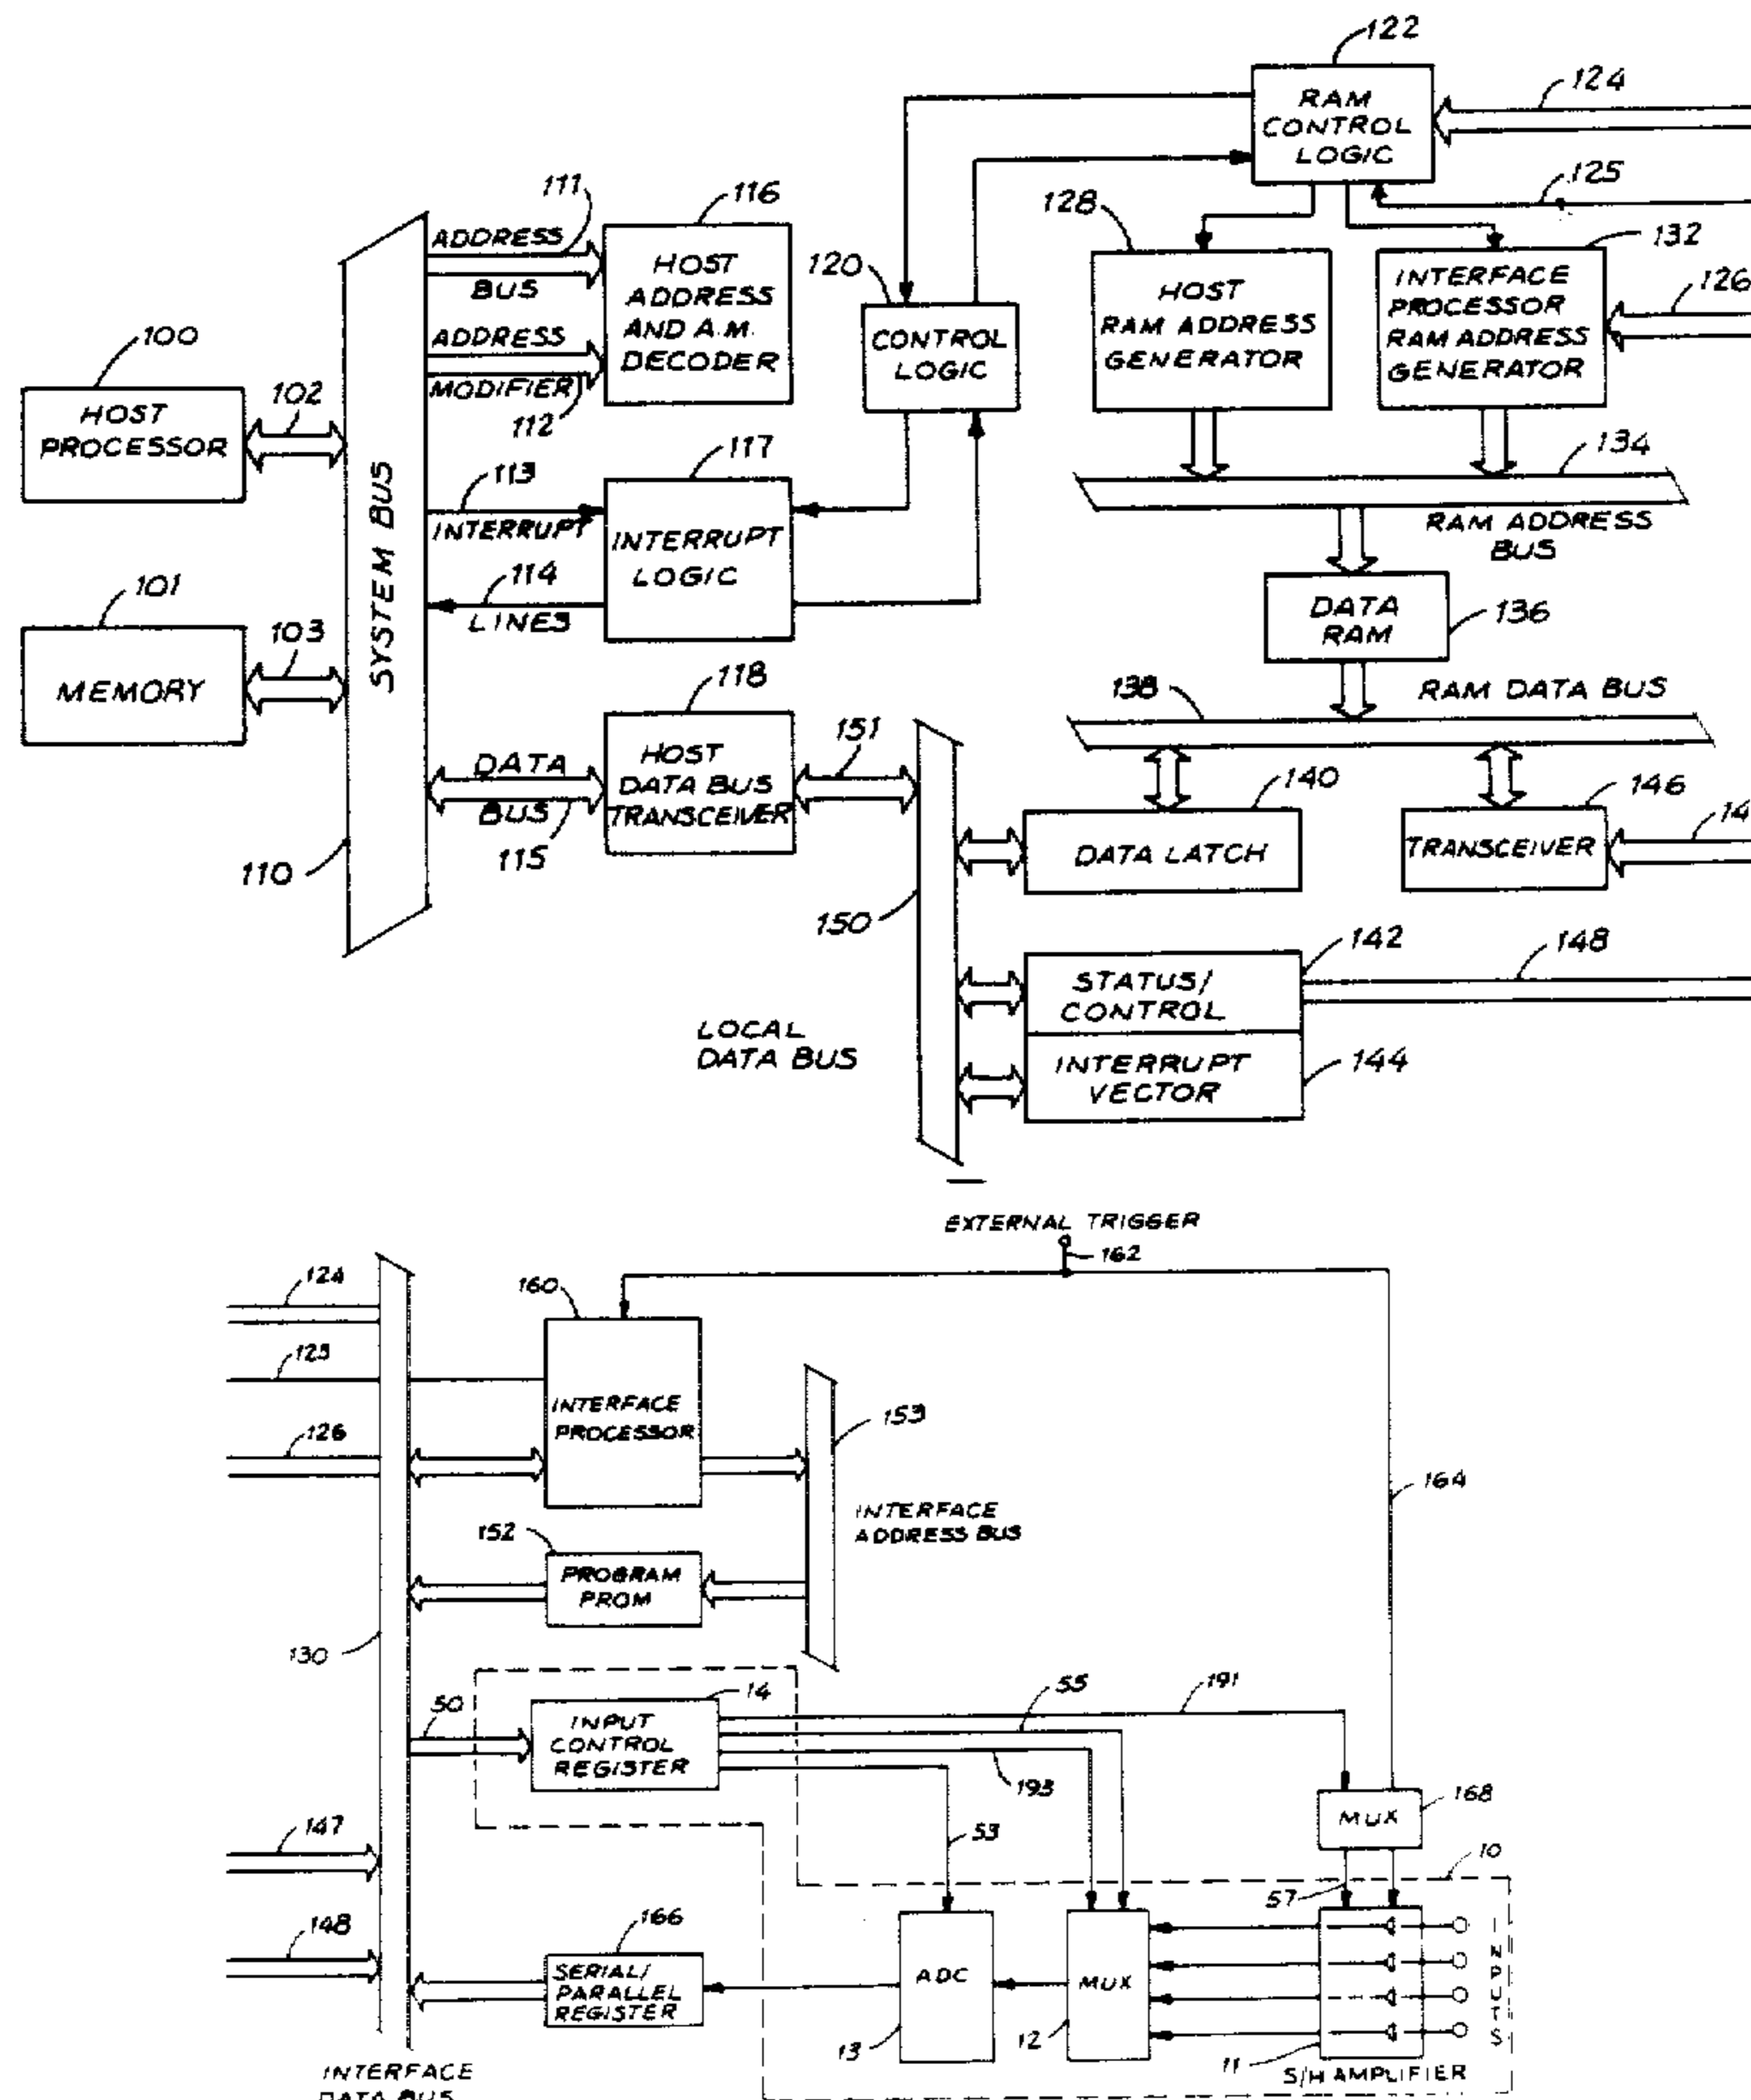 122
RAM
CONTROL
LOGIC
124
125
111
116
128
132
ADDRESS
BUS
HOST
ADDRESS
AND A.M.
DECODER
120
HOST
RAM ADDRESS
GENERATOR
INTERFACE
PROCESSOR
RAM ADDRESS
GENERATOR
126
ADDRESS
MODIFIER
112
CONTROL
LOGIC
100
HOST
PROCESSOR
102
SYSTEM BUS
113
INTERRUPT
117
INTERRUPT
LOGIC
114
LINES
134
RAM ADDRESS
BUS
101
MEMORY
103
DATA
RAM
136
118
138
RAM DATA BUS
DATA
BUS
115
HOST
DATA BUS
TRANSCEIVER
151
110
150
140
DATA LATCH
146
TRANSCEIVER
14
142
STATUS/
CONTROL
148
LOCAL
DATA BUS
INTERRUPT
VECTOR
144
EXTERNAL TRIGGER
162
124
160
125
INTERFACE
PROCESSOR
153
126
164
INTERFACE
ADDRESS BUS
152
PROGRAM
PROM
130
50
14
INPUT
CONTROL
REGISTER
55
191
193
53
MUX
168
147
10
57
148
166
SERIAL/
PARALLEL
REGISTER
ADC
13
MUX
12
INPUTS
11
S/H AMPLIFIER
INTERFACE
DATA BUS